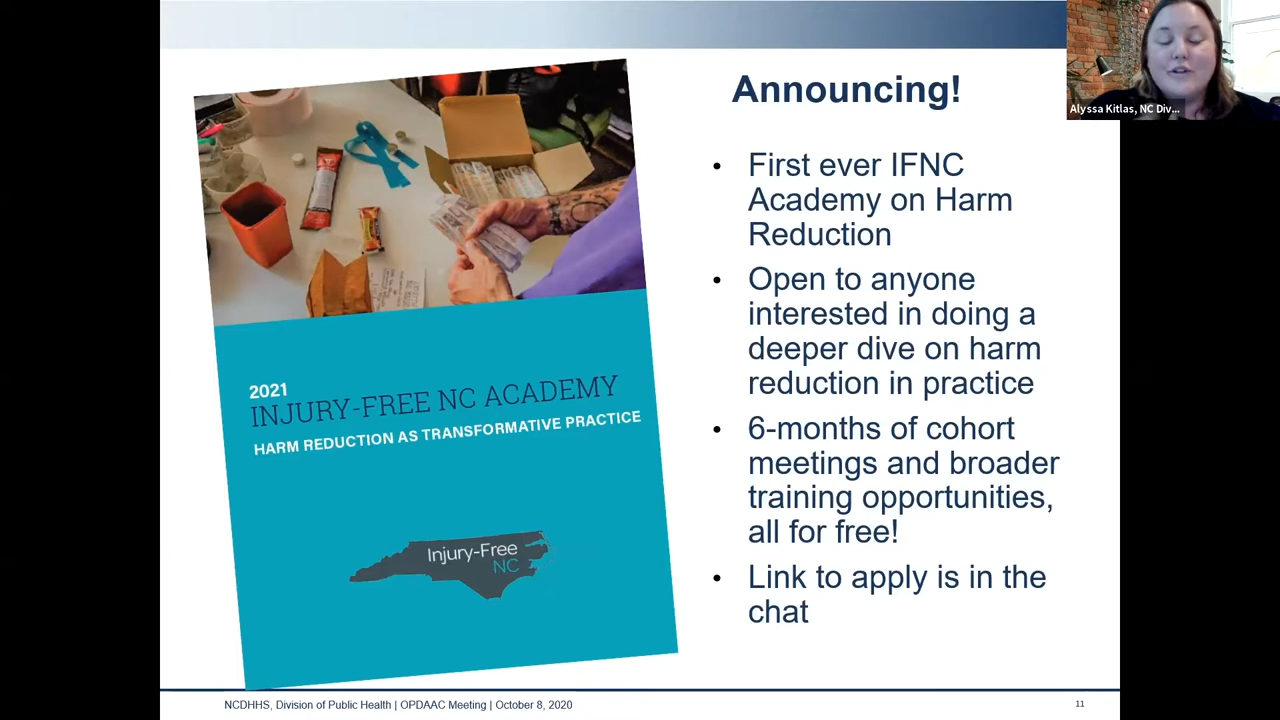 Announcing!
• First ever IFNC
Academy on Harm
Reduction
• Open to anyone
interested in doing a
deeper dive on harm
reduction in practice
• 6-months of cohort
meetings and broader
training opportunities,
all for free!
• Link to apply is in the
chat
2021
INJURY-FREE NC ACADEMY
HARM REDUCTION AS TRANSFORMATIVE PRACTICE
Injury-Free
NC
Alyssa Kitlas, NC Div...
NCDHHS, Division of Public Health | OPDAAC Meeting | October 8, 2020
11